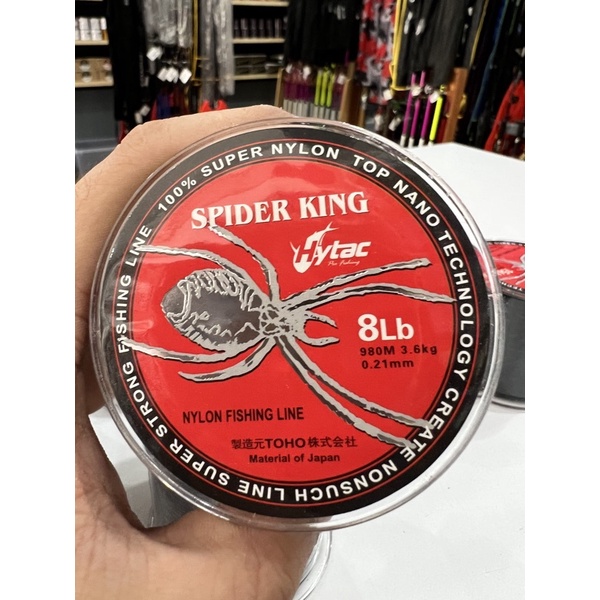 100% SUPER NYLON TOP NANO TECHNOLOGY CREATE NONSUCH LINE SUPER STRONG FISHING LINE
SPIDER KING
Hytac
Pro Fishing
8Lb
980M 3.6kg
0.21mm
NYLON FISHING LINE
製造元TOHO株式会社
Material of Japan